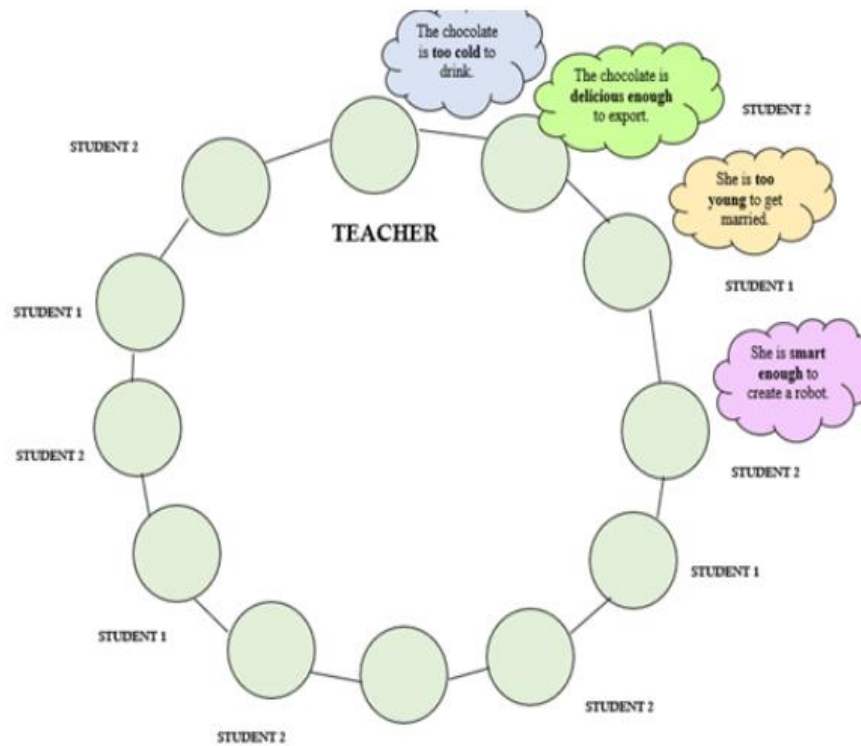 The chocolate
is too cold to
drink.
The chocolate is
delicious enough
to export.
STUDENT 2
STUDENT 2
She is too
young to get
married.
TEACHER
STUDENT 1
STUDENT 1
She is smart
enough to
create a robot.
STUDENT 2
STUDENT 2
STUDENT 1
STUDENT 1
STUDENT 2
STUDENT 2